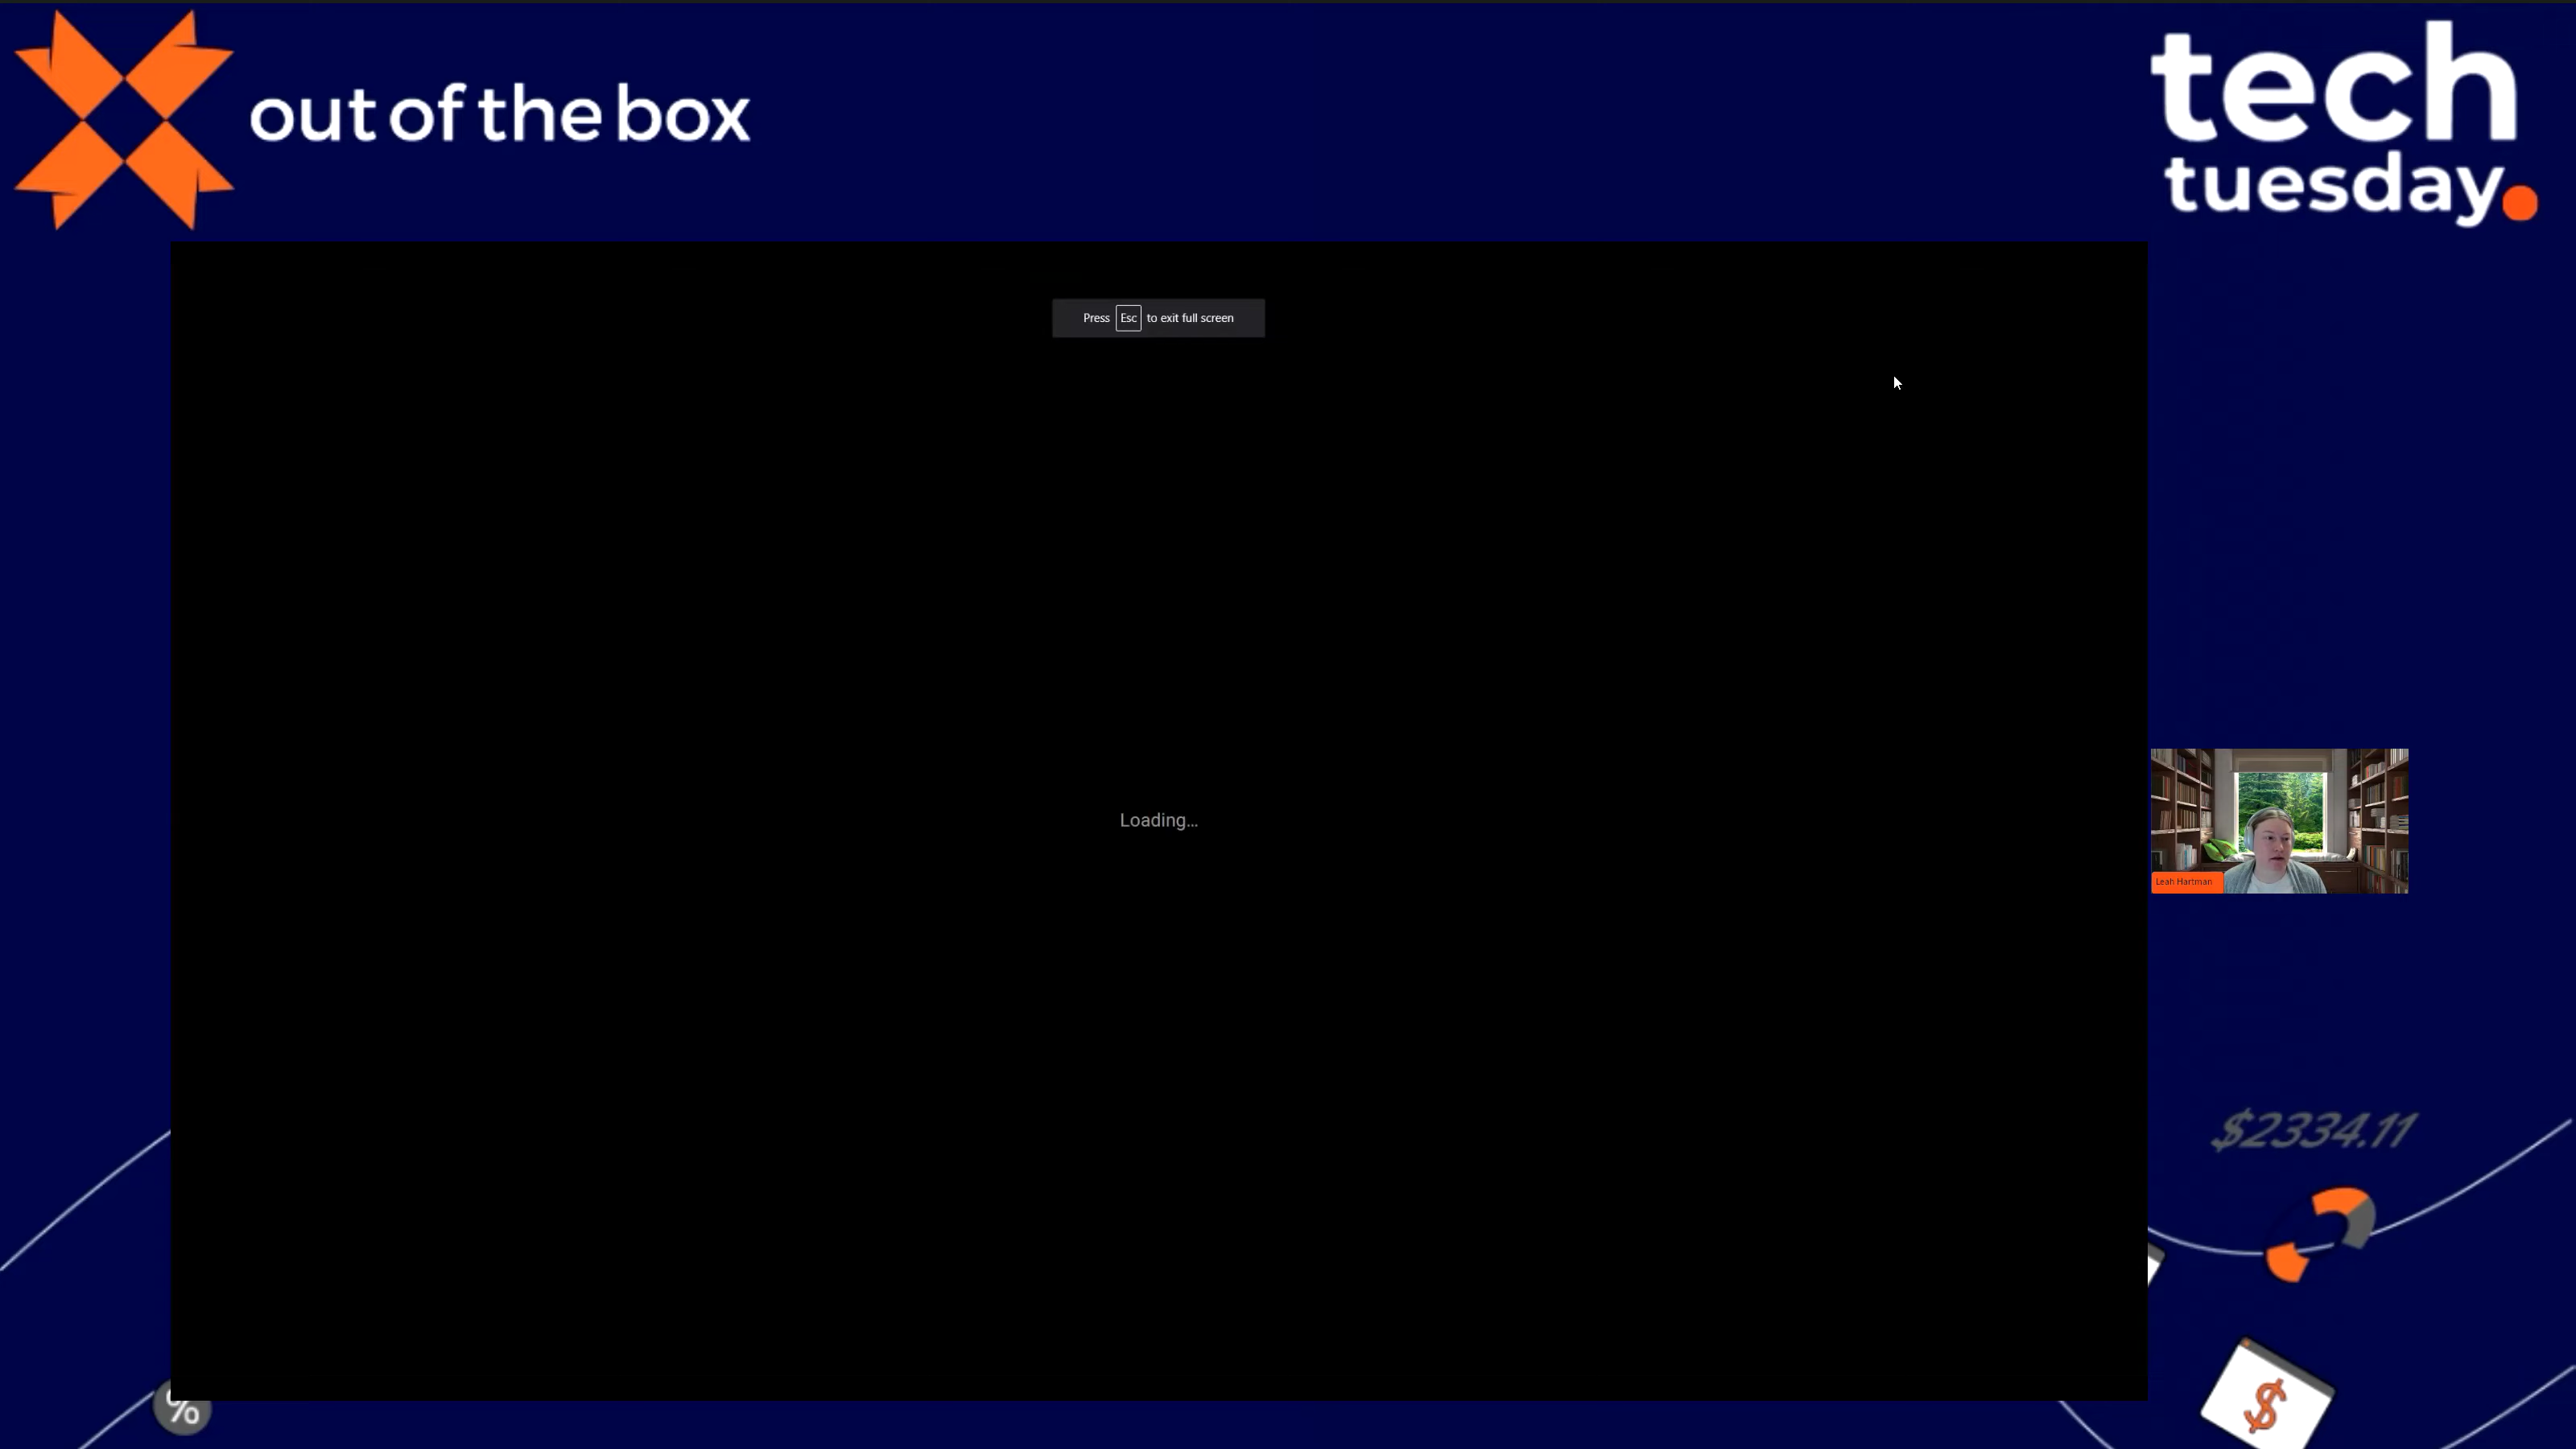 out of the box
tech
tuesday.
Press Esc to exit full screen
Loading...
Leah Hartman
$2334.11
%
$